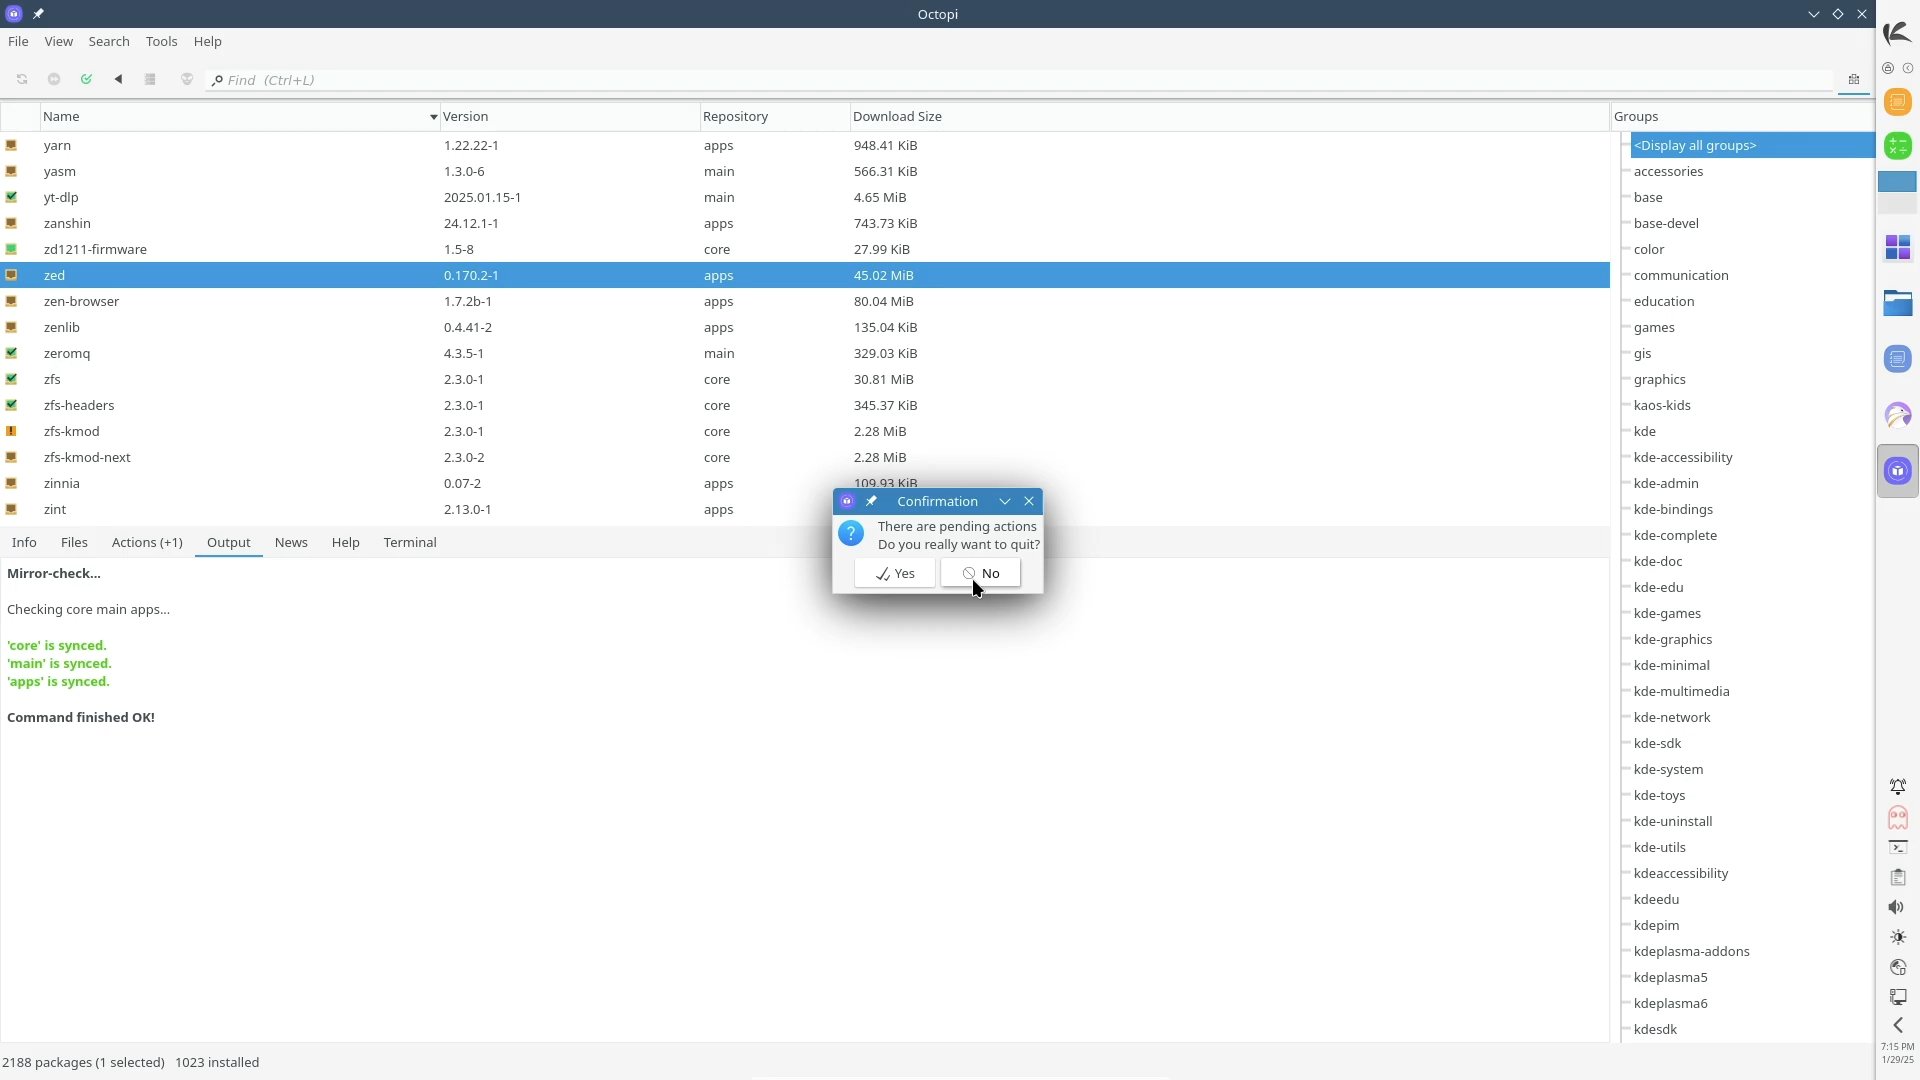 Octopi
File View Search Tools Help
Find (Ctrl+L)
Name Version Repository Download Size Groups
yarn 1.22.22-1 apps 948.41 KiB
yasm 1.3.0-6 main 566.31 KiB
yt-dlp 2025.01.15-1 main 4.65 MiB
zanshin 24.12.1-1 apps 743.73 KiB
zd1211-firmware 1.5-8 core 27.99 KiB
zed 0.170.2-1 apps 45.02 MiB
zen-browser 1.7.2b-1 apps 80.04 MiB
zenlib 0.4.41-2 apps 135.04 KiB
zeromq 4.3.5-1 main 329.03 KiB
zfs 2.3.0-1 core 30.81 MiB
zfs-headers 2.3.0-1 core 345.37 KiB
zfs-kmod 2.3.0-1 core 2.28 MiB
zfs-kmod-next 2.3.0-2 core 2.28 MiB
zinnia 0.07-2 apps 109.93 KiB
zint 2.13.0-1 apps
Confirmation
There are pending actions
Do you really want to quit?
Yes No
Info Files Actions (+1) Output News Help Terminal
Mirror-check...
Checking core main apps...
'core' is synced.
'main' is synced.
'apps' is synced.
Command finished OK!
<Display all groups>
accessories
base
base-devel
color
communication
education
games
gis
graphics
kaos-kids
kde
kde-accessibility
kde-admin
kde-bindings
kde-complete
kde-doc
kde-edu
kde-games
kde-graphics
kde-minimal
kde-multimedia
kde-network
kde-sdk
kde-system
kde-toys
kde-uninstall
kde-utils
kdeaccessibility
kdeedu
kdepim
kdeplasma-addons
kdeplasma5
kdeplasma6
kdesdk
2188 packages (1 selected) 1023 installed
7:15 PM
1/29/25